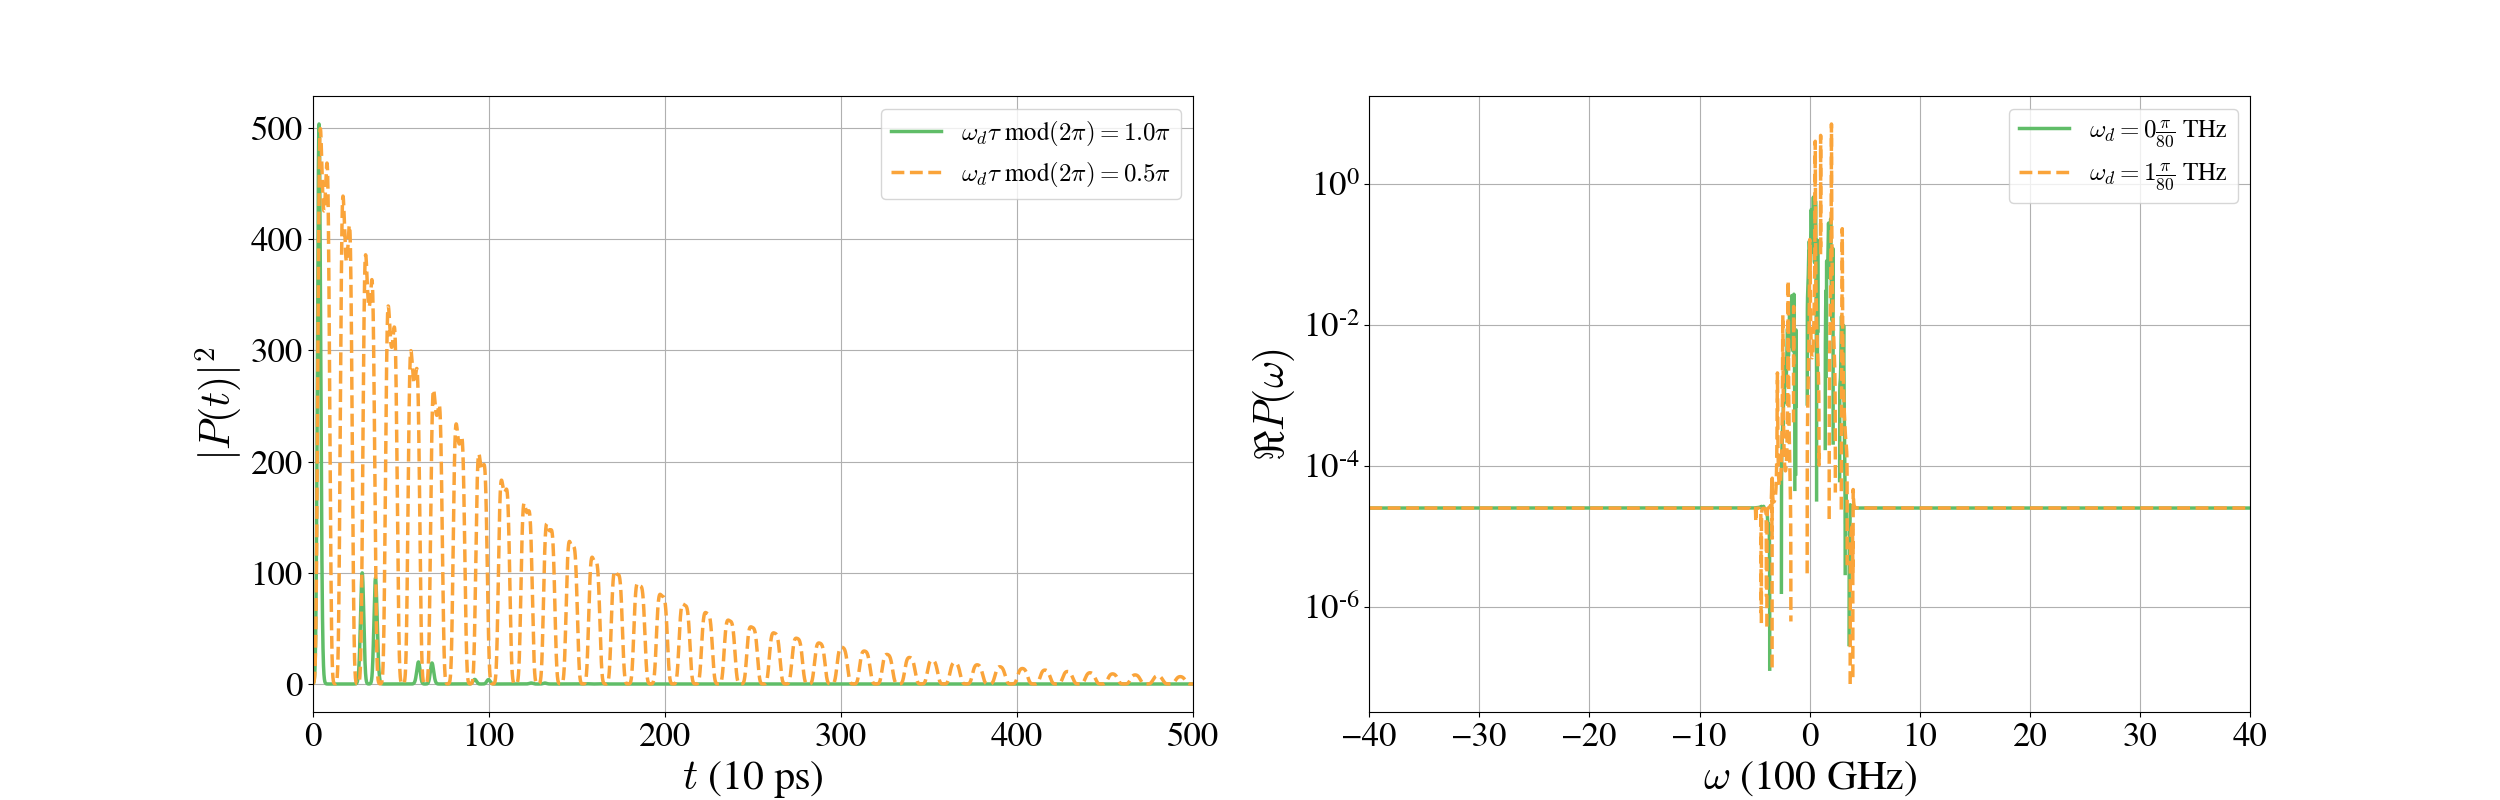 500
400
300
200
100
0
|P(t)|²
0 100 200 300 400 500
t (10 ps)
ω_d τ mod(2π) = 1.0π
ω_d τ mod(2π) = 0.5π
10⁰
10⁻²
10⁻⁴
10⁻⁶
ℜP(ω)
−40 −30 −20 −10 0 10 20 30 40
ω (100 GHz)
ω_d = 0 π/80 THz
ω_d = 1 π/80 THz